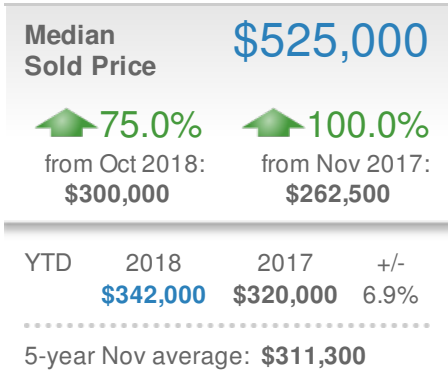 Median
Sold Price
$525,000
75.0%
from Oct 2018:
$300,000
100.0%
from Nov 2017:
$262,500
YTD 2018 2017 +/-
$342,000 $320,000 6.9%
5-year Nov average: $311,300